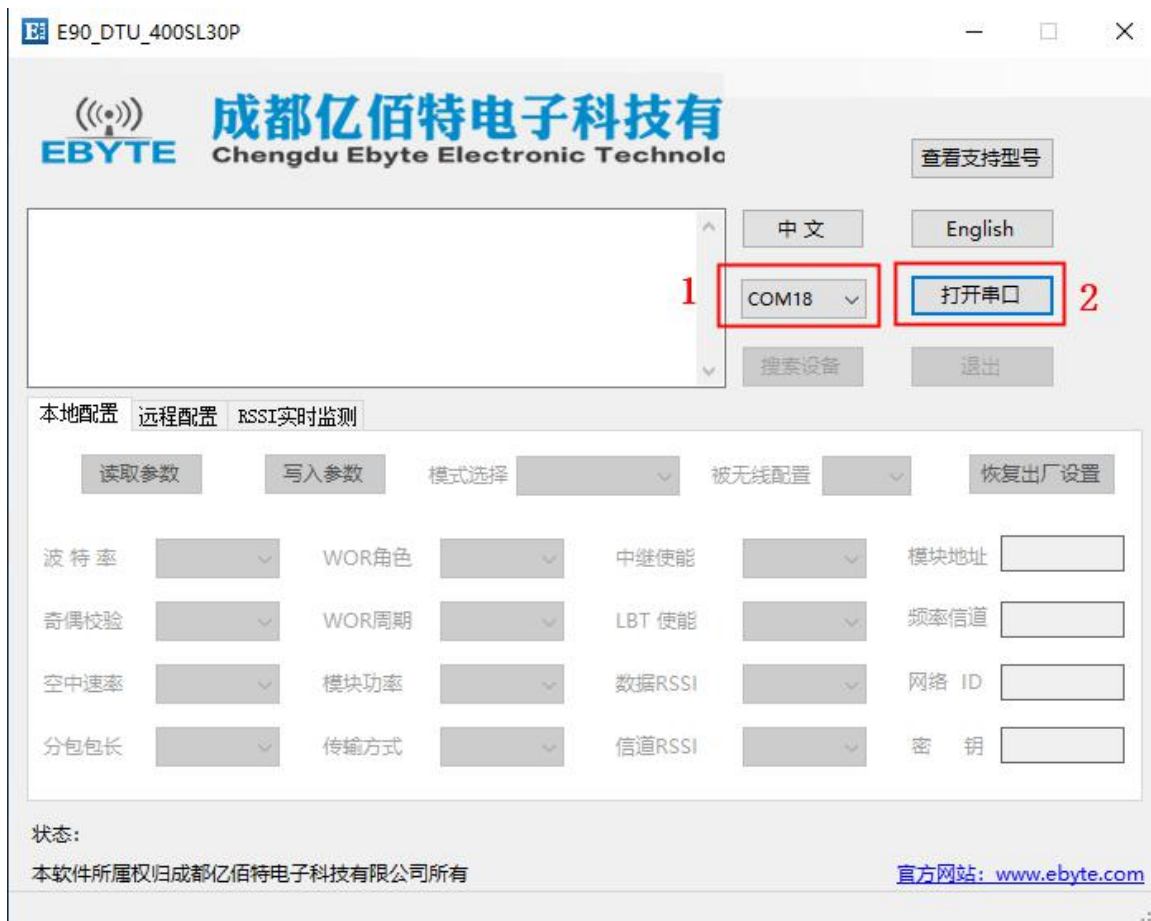 E90_DTU_400SL30P
EBYTE
成都亿佰特电子科技有
Chengdu Ebyte Electronic Technolo
查看支持型号
中文
English
1
COM18
打开串口
2
搜索设备
退出
本地配置 远程配置 RSSI实时监测
读取参数 写入参数 模式选择 被无线配置 恢复出厂设置
波特率 WOR角色 中继使能 模块地址
奇偶校验 WOR周期 LBT 使能 频率信道
空中速率 模块功率 数据RSSI 网络 ID
分包包长 传输方式 信道RSSI 密 钥
状态:
本软件所属权归成都亿佰特电子科技有限公司所有 官方网站: www.ebyte.com